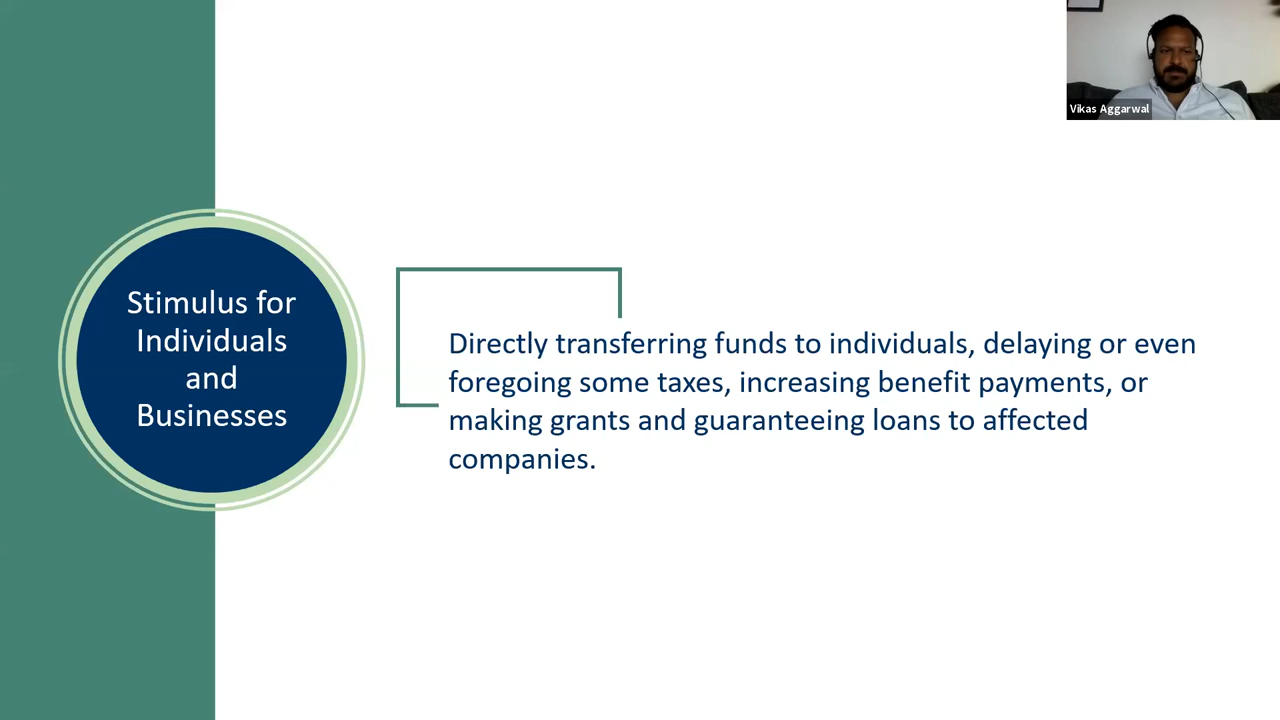 Vikas Aggarwal
Stimulus for
Individuals
and
Businesses
Directly transferring funds to individuals, delaying or even
foregoing some taxes, increasing benefit payments, or
making grants and guaranteeing loans to affected
companies.